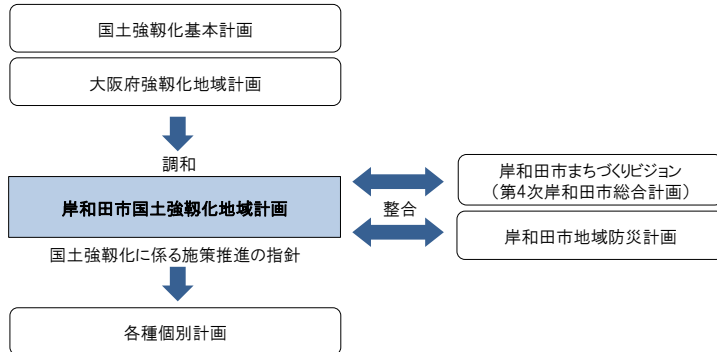 国土強靱化基本計画
大阪府強靱化地域計画
調和
岸和田市国土強靱化地域計画
整合
岸和田市まちづくりビジョン
（第4次岸和田市総合計画）
岸和田市地域防災計画
国土強靱化に係る施策推進の指針
各種個別計画